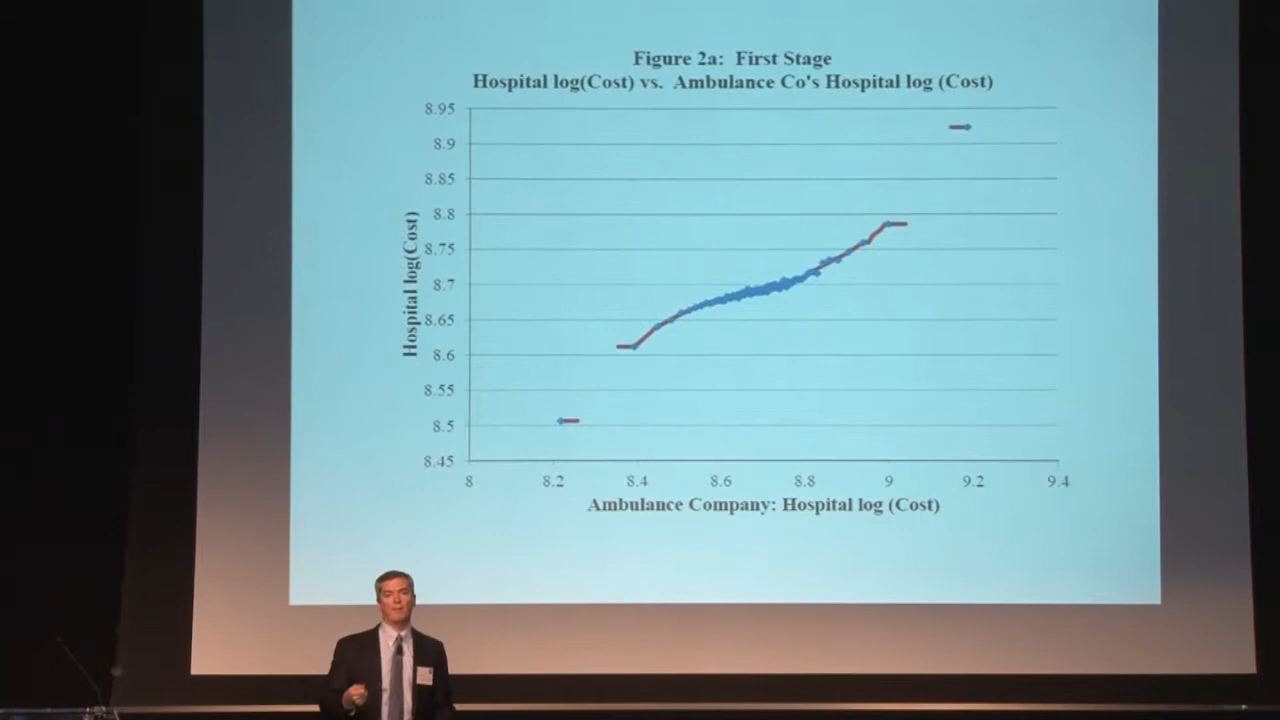 Figure 2a: First Stage
Hospital log(Cost) vs. Ambulance Co's Hospital log (Cost)
8.95
8.9
8.85
8.8
8.75
8.7
8.65
8.6
8.55
8.5
8.45
Hospital log(Cost)
8 8.2 8.4 8.6 8.8 9 9.2 9.4
Ambulance Company: Hospital log (Cost)